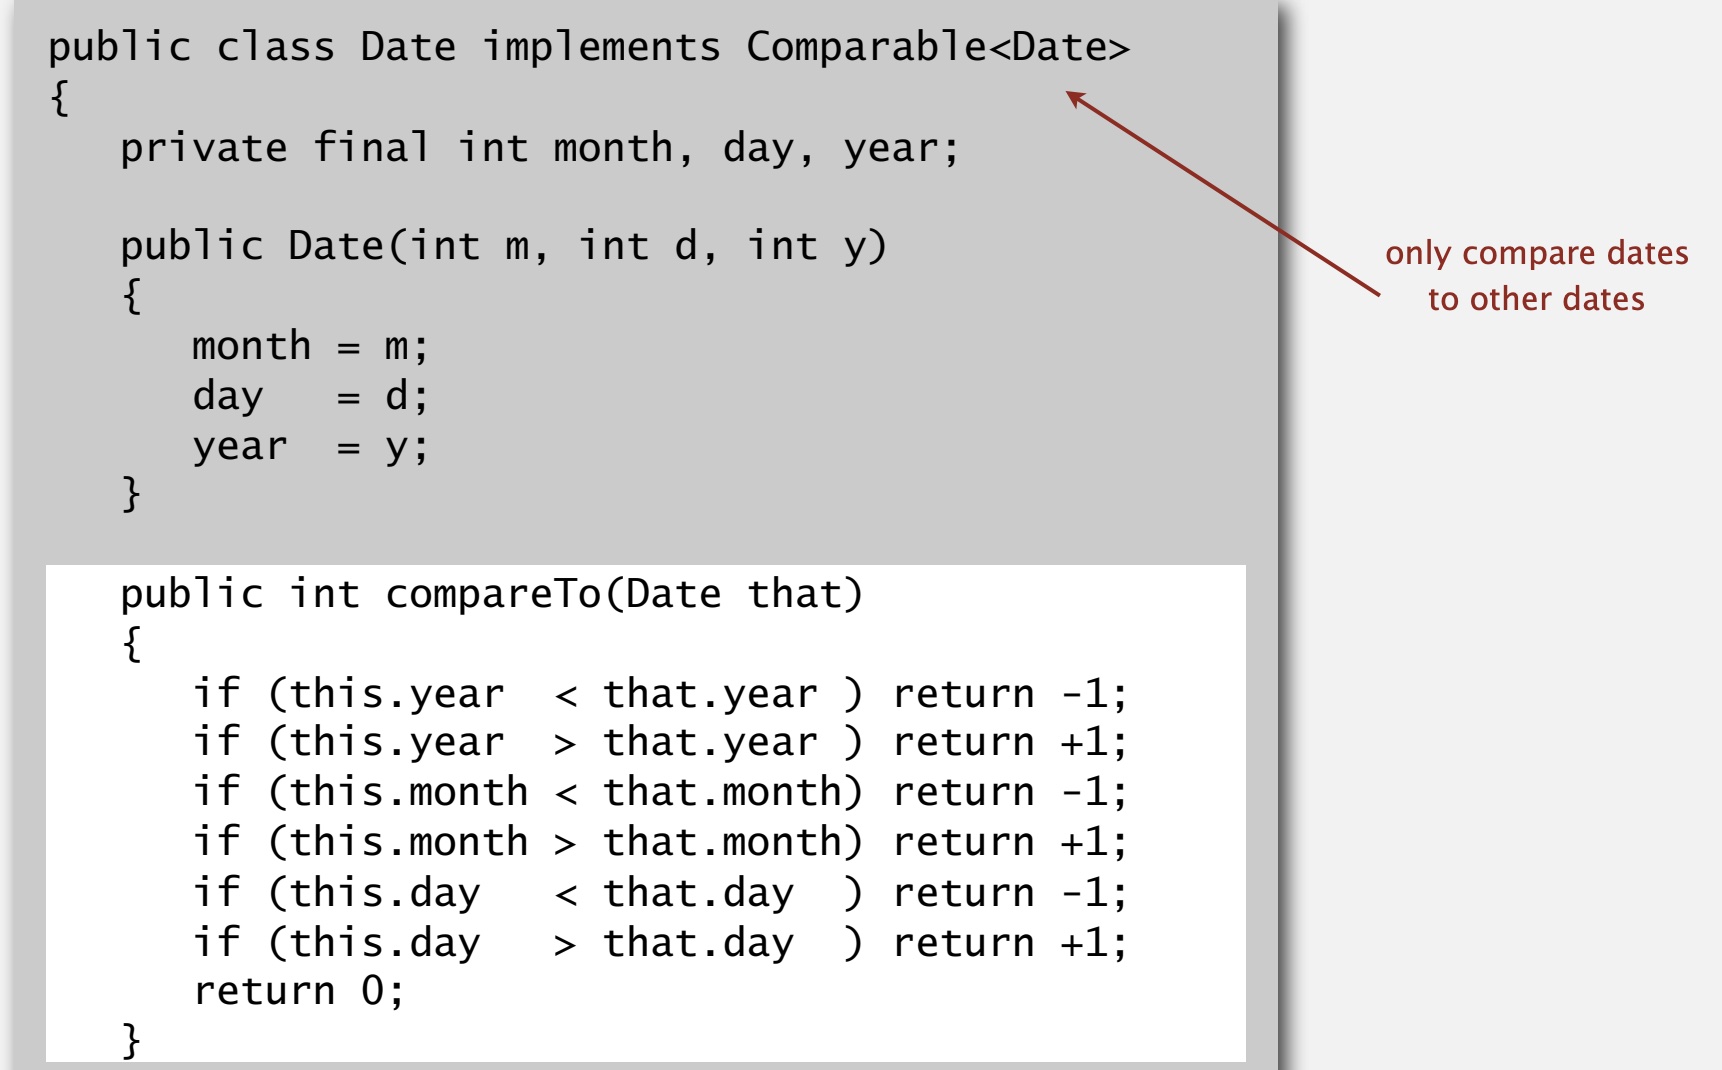 public class Date implements Comparable<Date>
{
   private final int month, day, year;

   public Date(int m, int d, int y)
   {
      month = m;
      day   = d;
      year  = y;
   }

   public int compareTo(Date that)
   {
      if (this.year  < that.year ) return -1;
      if (this.year  > that.year ) return +1;
      if (this.month < that.month) return -1;
      if (this.month > that.month) return +1;
      if (this.day   < that.day  ) return -1;
      if (this.day   > that.day  ) return +1;
      return 0;
   }
only compare dates
to other dates